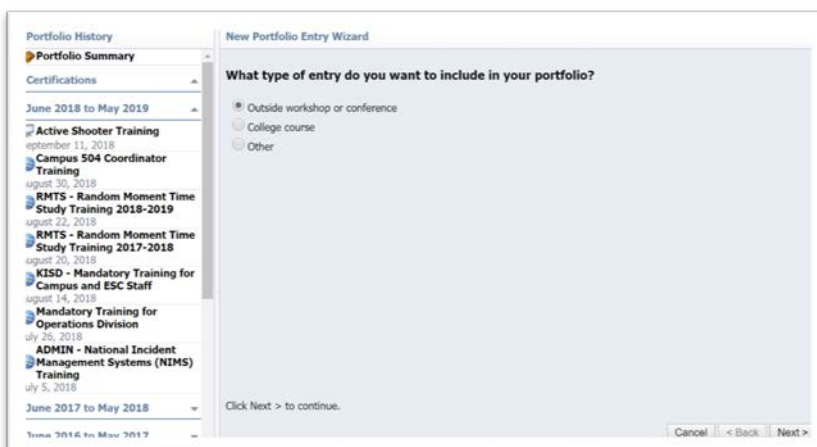 Portfolio History
Portfolio Summary
Certifications
June 2018 to May 2019
Active Shooter Training
eptember 11, 2018
Campus 504 Coordinator
Training
ugust 30, 2018
RMTS - Random Moment Time
Study Training 2018-2019
ugust 22, 2018
RMTS - Random Moment Time
Study Training 2017-2018
ugust 20, 2018
KISD - Mandatory Training for
Campus and ESC Staff
ugust 14, 2018
Mandatory Training for
Operations Division
uly 26, 2018
ADMIN - National Incident
Management Systems (NIMS)
Training
uly 5, 2018
June 2017 to May 2018
June 2016 to May 2017
New Portfolio Entry Wizard
What type of entry do you want to include in your portfolio?
Outside workshop or conference
College course
Other
Click Next > to continue.
Cancel < Back Next >